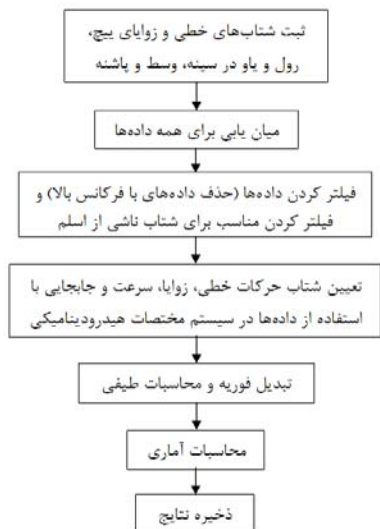 ثبت شتاب‌های خطی و زوایای پیچ،
رول و یاو در سینه، وسط و پاشنه
میان یابی برای همه داده‌ها
فیلتر کردن داده‌ها (حذف داده‌های با فرکانس بالا) و
فیلتر کردن مناسب برای شتاب ناشی از اسلم
تعیین شتاب حرکات خطی، زوایا، سرعت و جابجایی با
استفاده از داده‌ها در سیستم مختصات هیدرودینامیکی
تبدیل فوریه و محاسبات طیفی
محاسبات آماری
ذخیره نتایج